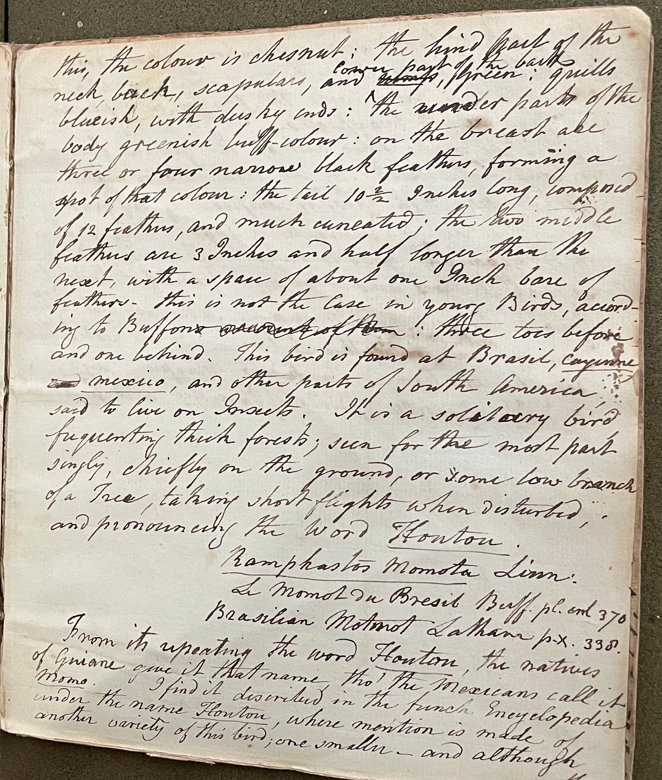 this, the colour is chesnut; the hind part of the
neck, back, scapulars, and lower part of the back, green; quills
blueish, with dusky ends: the under parts of the
body greenish buff-colour: on the breast are
three or four narrow black feathers, forming a
spot of that colour: the tail 10 2/2 Inches long, composed
of 12 feathers, and much cuneated; the two middle
feathers are 3 Inches and half longer than the
next, with a space of about one Inch bare of
feathers - this is not the Case in young Birds, accord-
ing to Buffon: three toes before
and one behind. This bird is found at Brasil, Cayenne
mexico, and other parts of South America;
said to live on Insects. It is a solitary bird
frequenting thick forests; seen for the most part
singly, chiefly on the ground, or some low branch
of a Tree, taking short flights when disturbed,
and pronouncing the word Houtou.
Ramphastos Momota Linn:
Le Momot du Bresil Buff. pl. enl 370
Brasilian Motmot Latham p.x. 338.
From its repeating the word Houtou, the natives
of Guiane give it that name, tho' the Mexicans call it
Momo. I find it discribed in the french Encyclopedia
under the name Houtou, where mention is made of
another variety of this bird; one smaller - and although